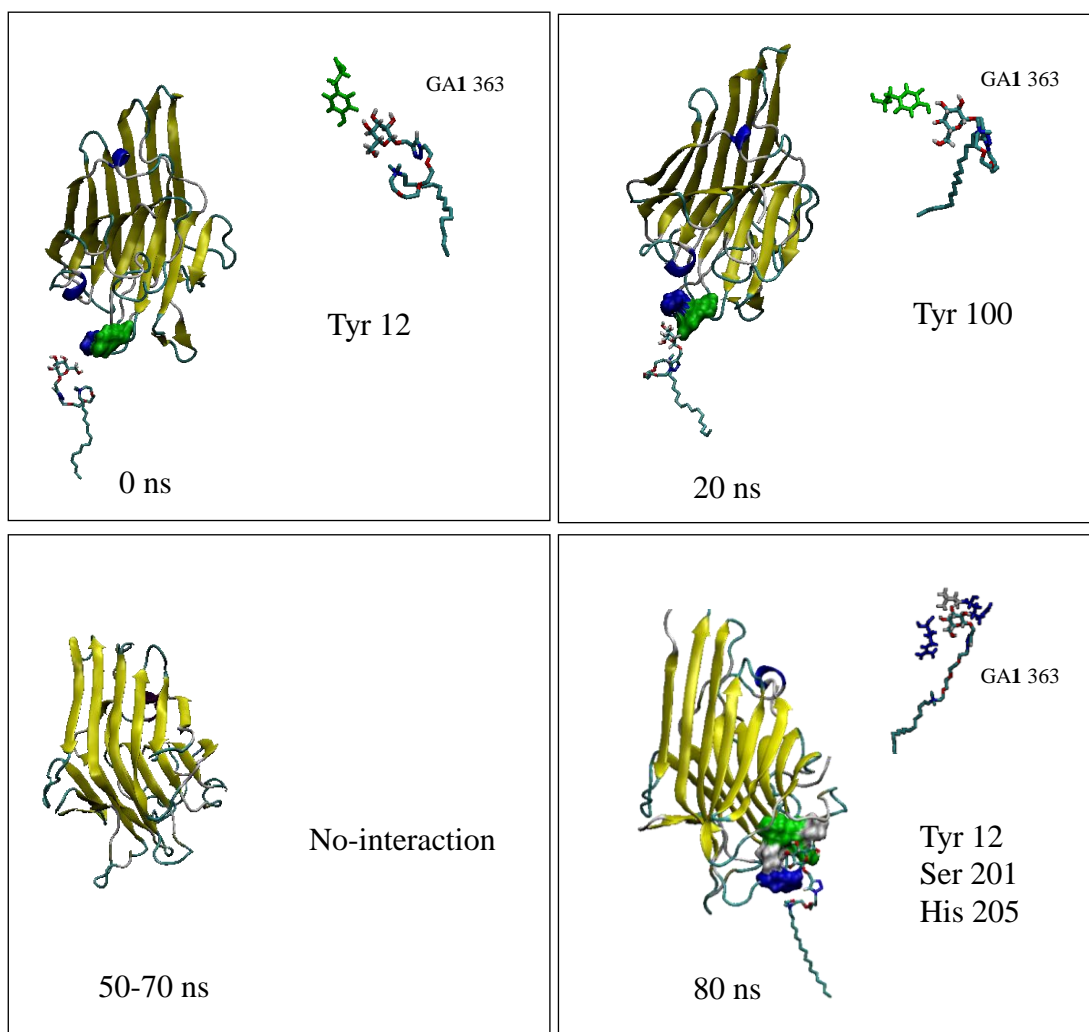 GA1 363
Tyr 12
0 ns
GA1 363
Tyr 100
20 ns
No-interaction
50-70 ns
GA1 363
Tyr 12
Ser 201
His 205
80 ns